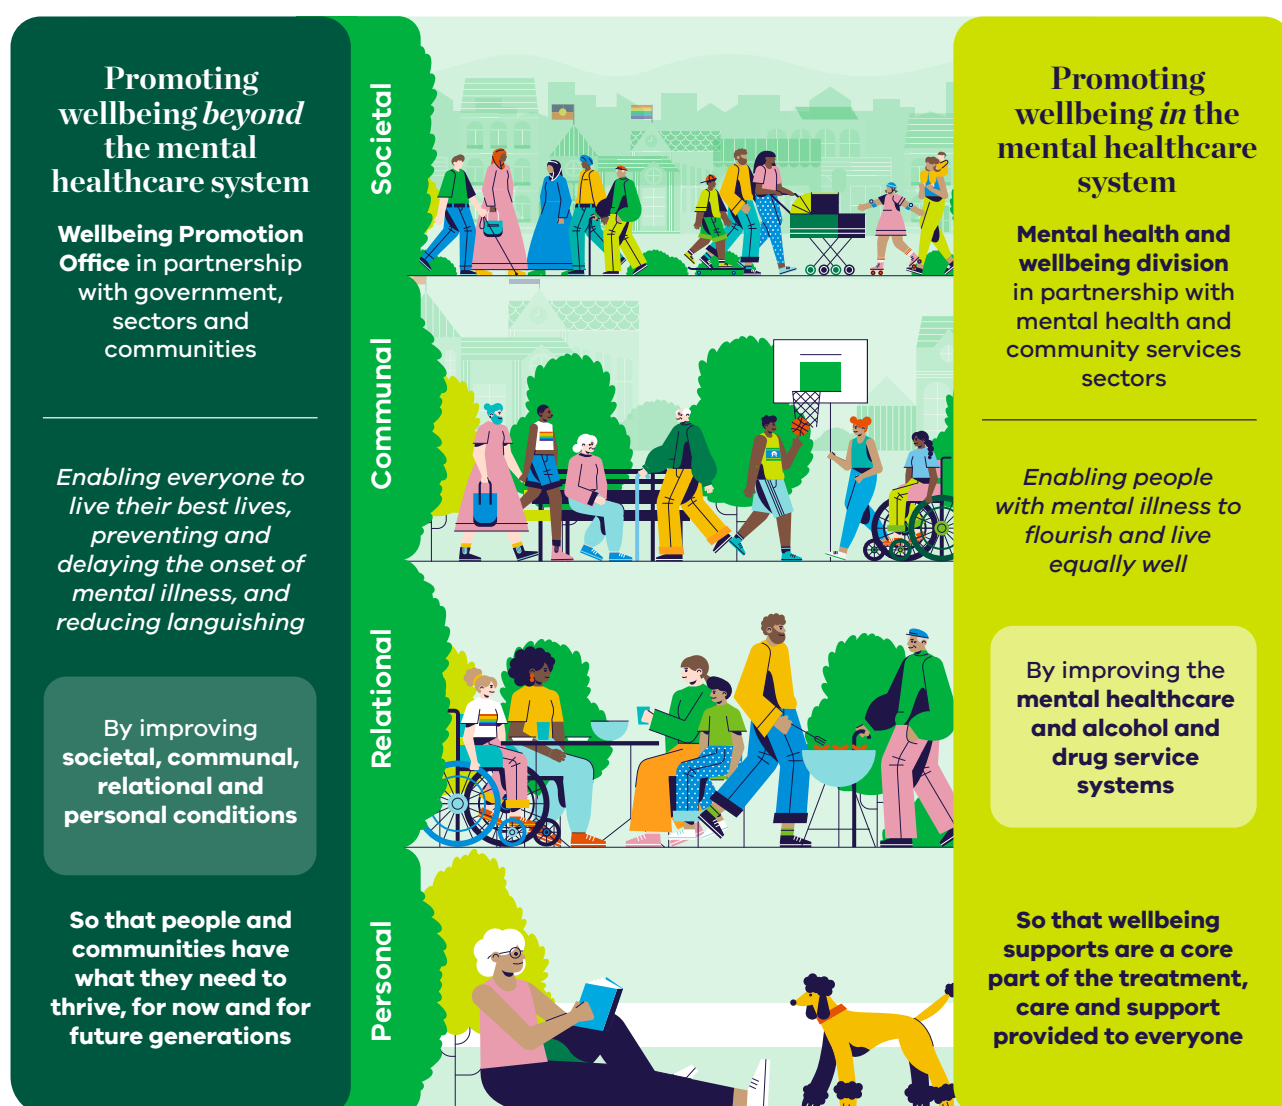 Promoting
wellbeing beyond
the mental
healthcare system
Wellbeing Promotion
Office in partnership
with government,
sectors and
communities
Enabling everyone to
live their best lives,
preventing and
delaying the onset of
mental illness, and
reducing languishing
By improving
societal, communal,
relational and
personal conditions
So that people and
communities have
what they need to
thrive, for now and for
future generations
Societal
Communal
Relational
Personal
Promoting
wellbeing in the
mental healthcare
system
Mental health and
wellbeing division
in partnership with
mental health and
community services
sectors
Enabling people
with mental illness to
flourish and live
equally well
By improving the
mental healthcare
and alcohol and
drug service
systems
So that wellbeing
supports are a core
part of the treatment,
care and support
provided to everyone